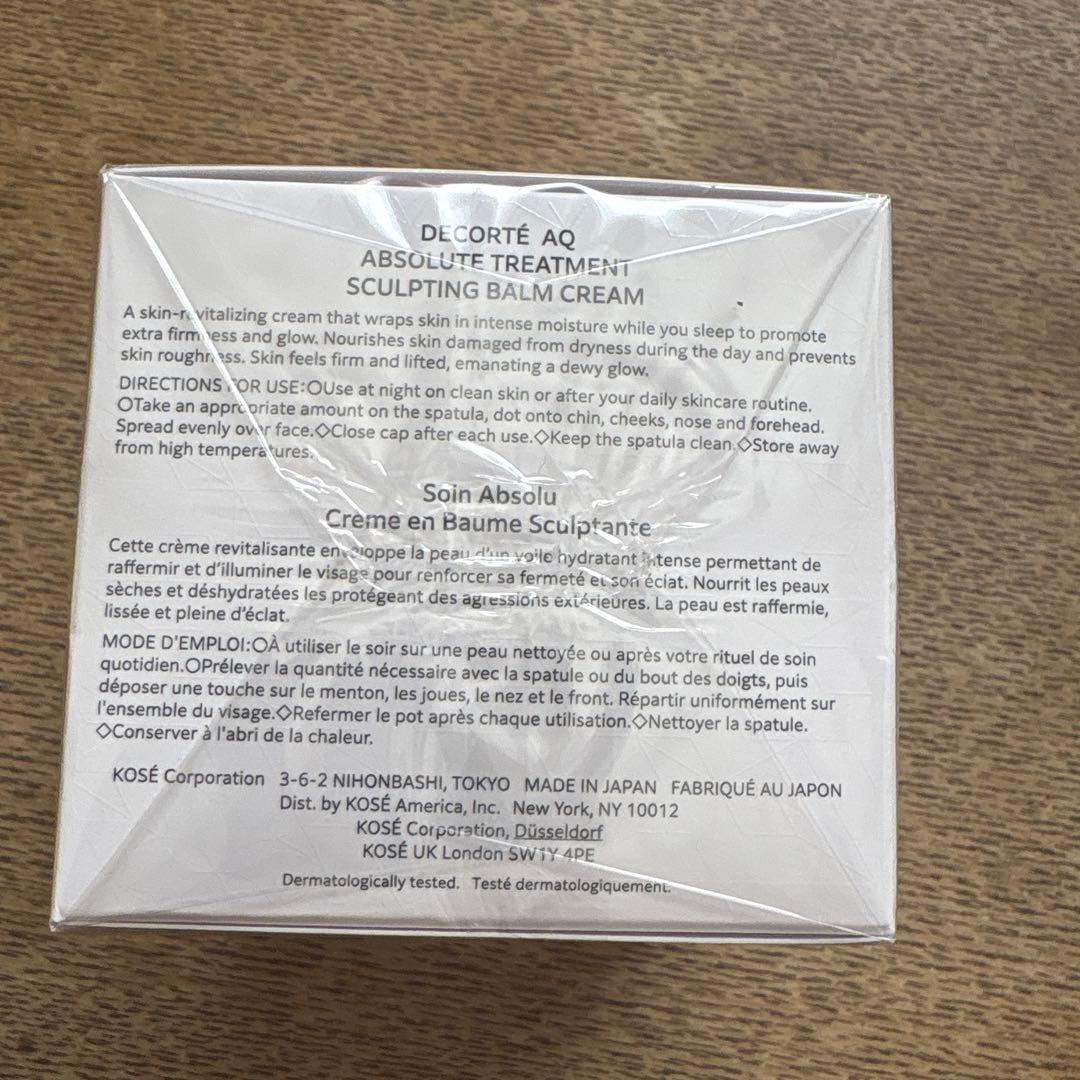 DECORTÉ AQ
ABSOLUTE TREATMENT
SCULPTING BALM CREAM
A skin-revitalizing cream that wraps skin in intense moisture while you sleep to promote
extra firmness and glow. Nourishes skin damaged from dryness during the day and prevents
skin roughness. Skin feels firm and lifted, emanating a dewy glow.
DIRECTIONS FOR USE:○Use at night on clean skin or after your daily skincare routine.
○Take an appropriate amount on the spatula, dot onto chin, cheeks, nose and forehead.
Spread evenly over face.◇Close cap after each use.◇Keep the spatula clean.◇Store away
from high temperatures.
Soin Absolu
Crème en Baume Sculptante
Cette crème revitalisante enveloppe la peau d'un voile hydratant intense permettant de
raffermir et d'illuminer le visage pour renforcer sa fermeté et son éclat. Nourrit les peaux
sèches et déshydratées les protégeant des agressions extérieures. La peau est raffermie,
lissée et pleine d'éclat.
MODE D'EMPLOI:○À utiliser le soir sur une peau nettoyée ou après votre rituel de soin
quotidien.○Prélever la quantité nécessaire avec la spatule ou du bout des doigts, puis
déposer une touche sur le menton, les joues, le nez et le front. Répartir uniformément sur
l'ensemble du visage.◇Refermer le pot après chaque utilisation.◇Nettoyer la spatule.
◇Conserver à l'abri de la chaleur.
KOSÉ Corporation 3-6-2 NIHONBASHI, TOKYO MADE IN JAPAN FABRIQUÉ AU JAPON
Dist. by KOSÉ America, Inc. New York, NY 10012
KOSÉ Corporation, Düsseldorf
KOSÉ UK London SW1Y 4PE
Dermatologically tested. Testé dermatologiquement.